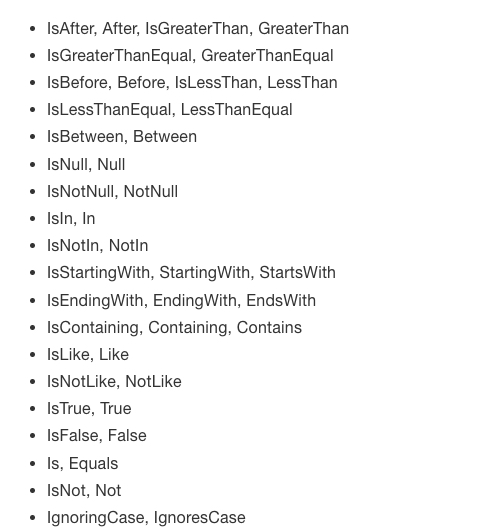 • IsAfter, After, IsGreaterThan, GreaterThan
• IsGreaterThanEqual, GreaterThanEqual
• IsBefore, Before, IsLessThan, LessThan
• IsLessThanEqual, LessThanEqual
• IsBetween, Between
• IsNull, Null
• IsNotNull, NotNull
• IsIn, In
• IsNotIn, NotIn
• IsStartingWith, StartingWith, StartsWith
• IsEndingWith, EndingWith, EndsWith
• IsContaining, Containing, Contains
• IsLike, Like
• IsNotLike, NotLike
• IsTrue, True
• IsFalse, False
• Is, Equals
• IsNot, Not
• IgnoringCase, IgnoresCase